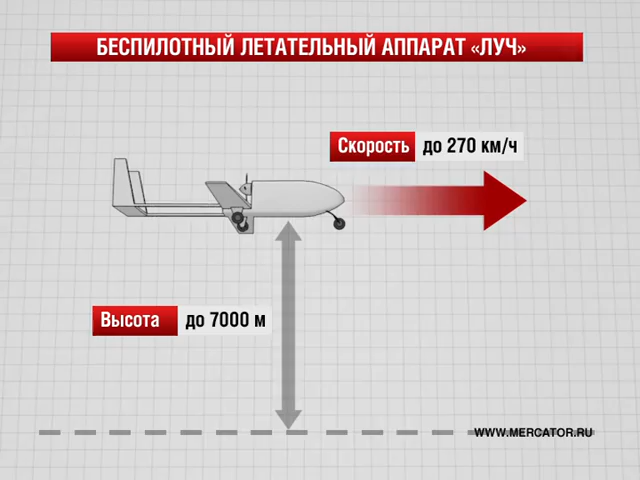 БЕСПИЛОТНЫЙ ЛЕТАТЕЛЬНЫЙ АППАРАТ «ЛУЧ»
Скорость до 270 км/ч
Высота до 7000 м
WWW.MERCATOR.RU